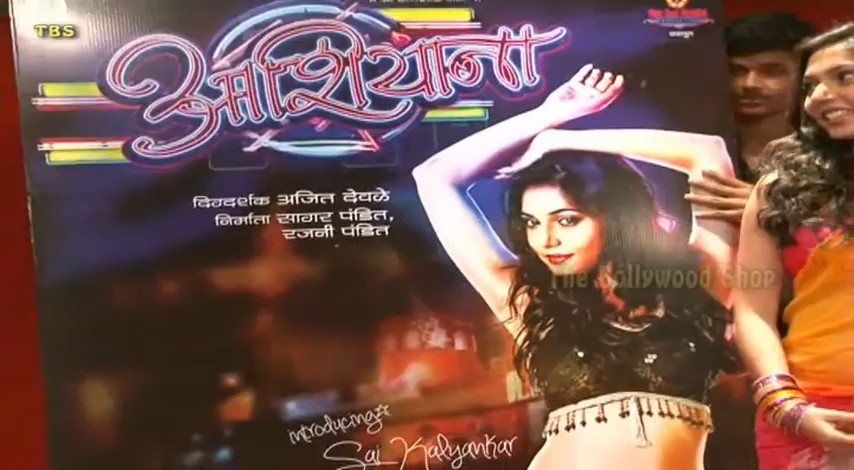 TBS
आशियाना
दिग्दर्शक अजित देवळे
निर्माता सागर पंडित,
रजनी पंडित
The Bollywood Shop
introducing
Sai Kalyankar